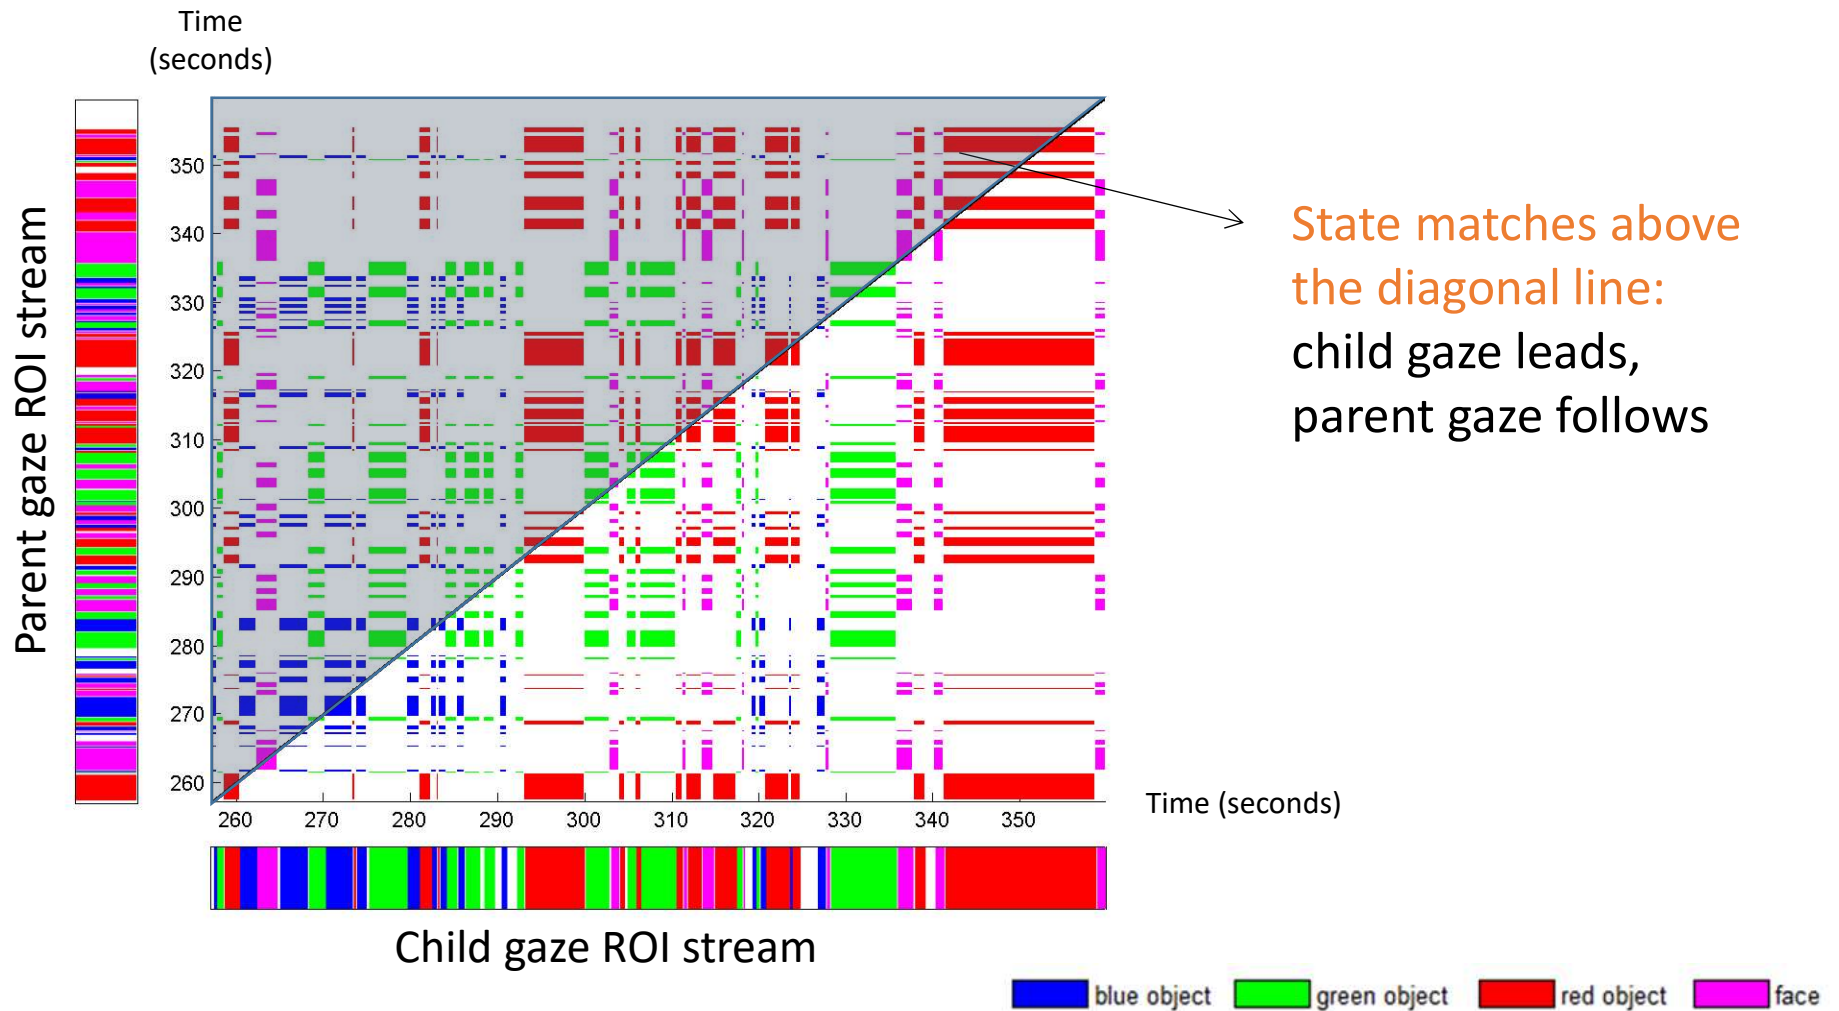 Time
(seconds)
Parent gaze ROI stream
350
340
330
320
310
300
290
280
270
260
260 270 280 290 300 310 320 330 340 350
Time (seconds)
Child gaze ROI stream
State matches above
the diagonal line:
child gaze leads,
parent gaze follows
blue object green object red object face